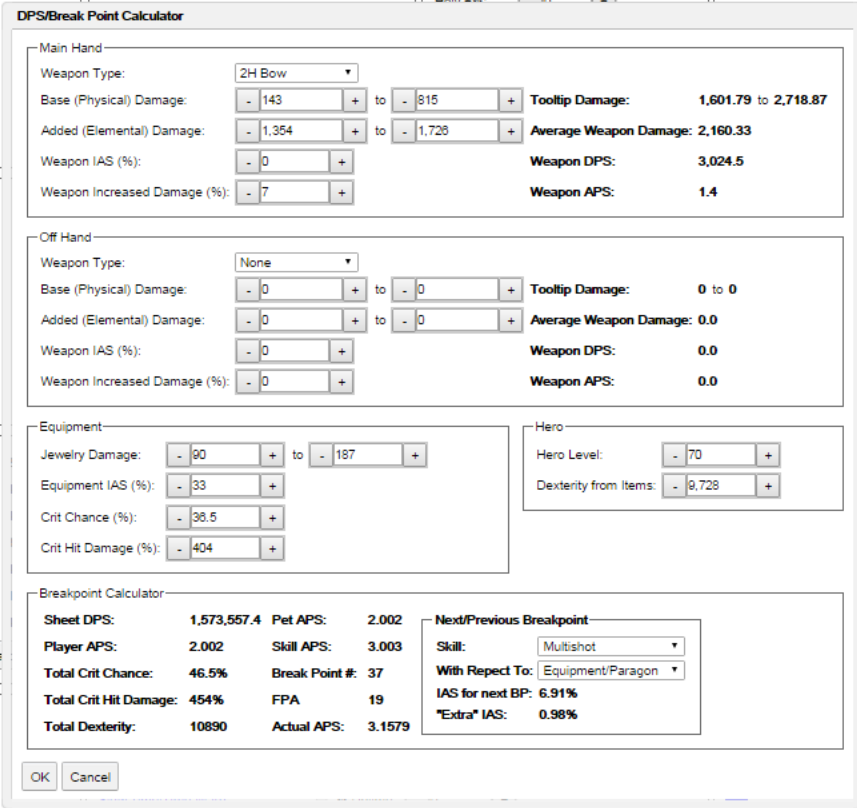 DPS/Break Point Calculator
Main Hand
Weapon Type: 2H Bow
Base (Physical) Damage: - 143 + to - 815 + Tooltip Damage: 1,601.79 to 2,718.87
Added (Elemental) Damage: - 1,354 + to - 1,726 + Average Weapon Damage: 2,160.33
Weapon IAS (%): - 0 + Weapon DPS: 3,024.5
Weapon Increased Damage (%): - 7 + Weapon APS: 1.4
Off Hand
Weapon Type: None
Base (Physical) Damage: - 0 + to - 0 + Tooltip Damage: 0 to 0
Added (Elemental) Damage: - 0 + to - 0 + Average Weapon Damage: 0.0
Weapon IAS (%): - 0 + Weapon DPS: 0.0
Weapon Increased Damage (%): - 0 + Weapon APS: 0.0
Equipment
Jewelry Damage: - 90 + to - 187 +
Equipment IAS (%): - 33 +
Crit Chance (%): - 36.5 +
Crit Hit Damage (%): - 404 +
Hero
Hero Level: - 70 +
Dexterity from Items: - 9,728 +
Breakpoint Calculator
Sheet DPS: 1,573,557.4 Pet APS: 2.002
Player APS: 2.002 Skill APS: 3.003
Total Crit Chance: 46.5% Break Point #: 37
Total Crit Hit Damage: 454% FPA 19
Total Dexterity: 10890 Actual APS: 3.1579
Next/Previous Breakpoint
Skill: Multishot
With Repect To: Equipment/Paragon
IAS for next BP: 6.91%
"Extra" IAS: 0.98%
OK Cancel